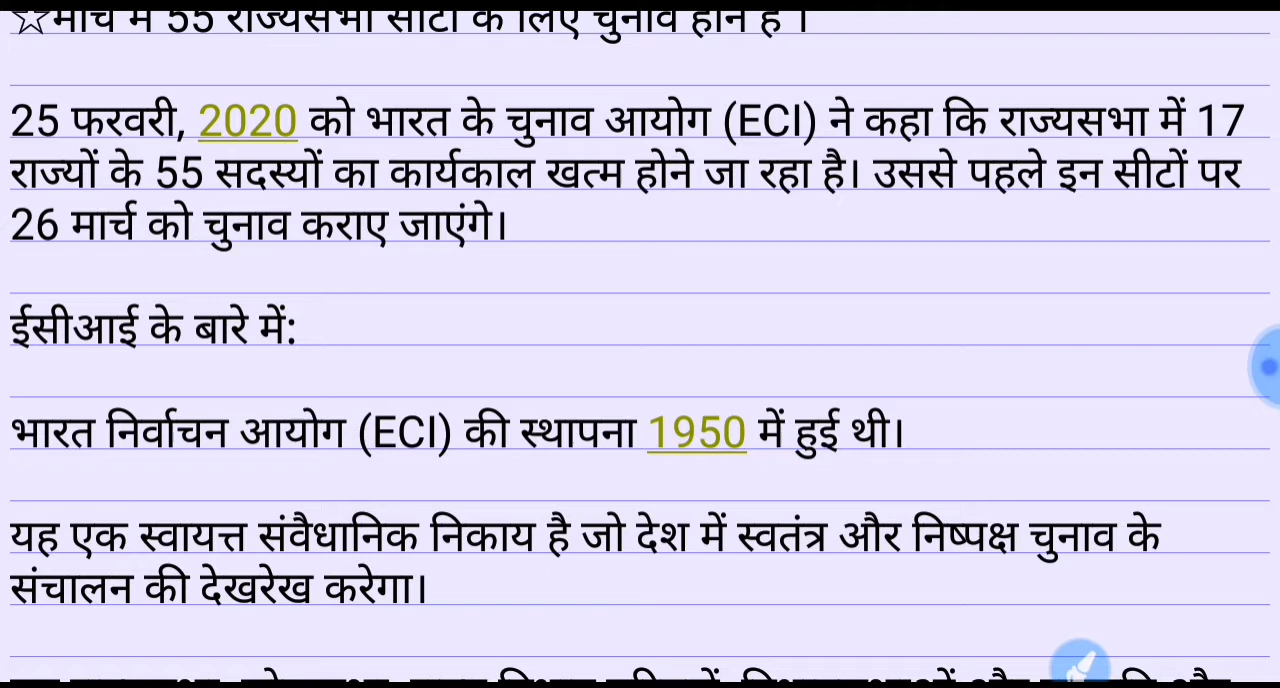 ☆मार्च में 55 राज्यसभा सीटों के लिए चुनाव होने हैं ।
25 फरवरी, 2020 को भारत के चुनाव आयोग (ECI) ने कहा कि राज्यसभा में 17
राज्यों के 55 सदस्यों का कार्यकाल खत्म होने जा रहा है। उससे पहले इन सीटों पर
26 मार्च को चुनाव कराए जाएंगे।
ईसीआई के बारे में:
भारत निर्वाचन आयोग (ECI) की स्थापना 1950 में हुई थी।
यह एक स्वायत्त संवैधानिक निकाय है जो देश में स्वतंत्र और निष्पक्ष चुनाव के
संचालन की देखरेख करेगा।